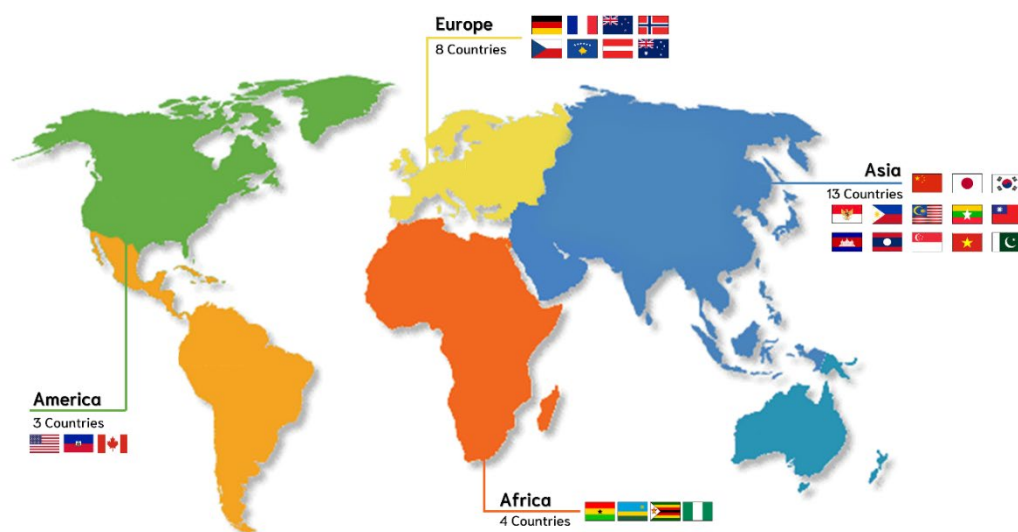 Europe
8 Countries
Asia
13 Countries
America
3 Countries
Africa
4 Countries